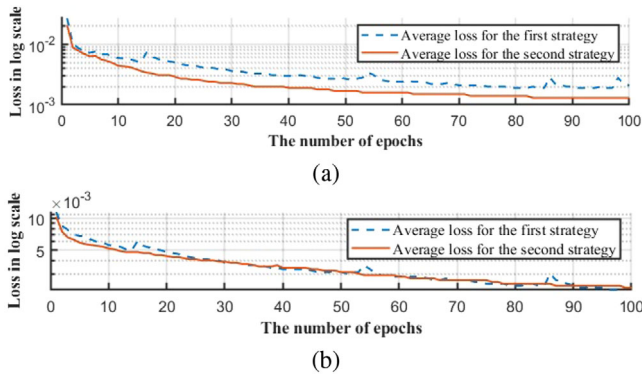 Loss in log scale
10-2
10-3
Average loss for the first strategy
Average loss for the second strategy
0 10 20 30 40 50 60 70 80 90 100
The number of epochs
(a)
Loss in log scale
× 10-3
10
5
Average loss for the first strategy
Average loss for the second strategy
0 10 20 30 40 50 60 70 80 90 100
The number of epochs
(b)